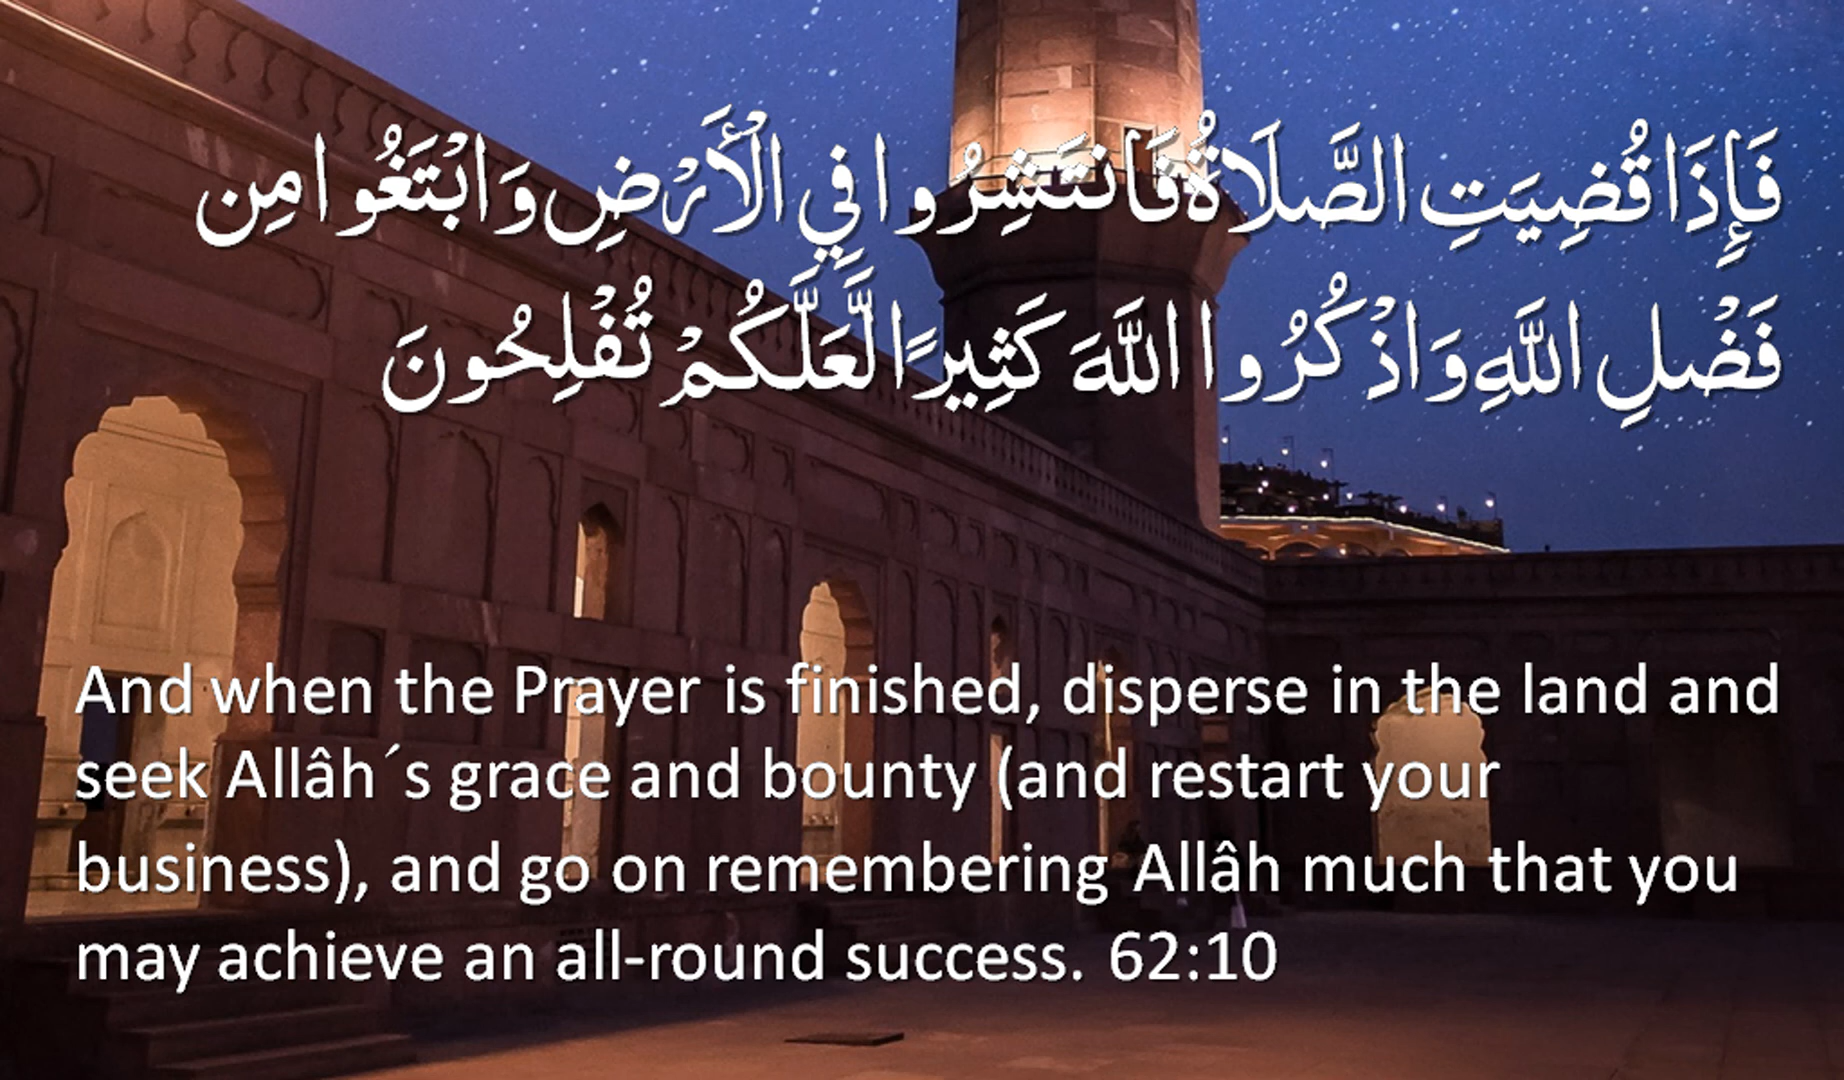 فَإِذَا قُضِيَتِ الصَّلَاةُ فَانتَشِرُوا فِي الْأَرْضِ وَابْتَغُوا مِن
فَضْلِ اللَّهِ وَاذْكُرُوا اللَّهَ كَثِيرًا لَّعَلَّكُمْ تُفْلِحُونَ
And when the Prayer is finished, disperse in the land and
seek Allâh´s grace and bounty (and restart your
business), and go on remembering Allâh much that you
may achieve an all-round success. 62:10